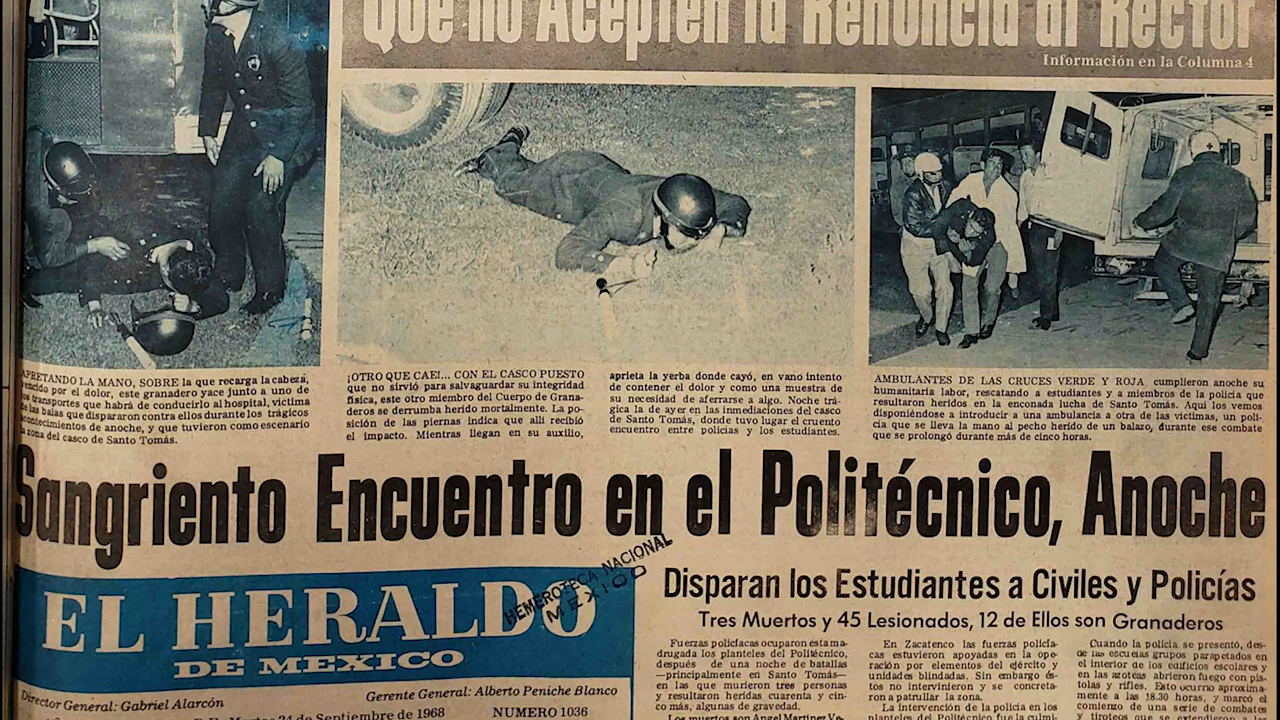 Que no Acepten la Renuncia al Rector
Información en la Columna 4
APRETANDO LA MANO, SOBRE la que recarga la cabeza,
vencido por el dolor, este granadero yace junto a uno de
los transportes que habrá de conducirlo al hospital, víctima
de las balas que dispararon contra ellos durante los trágicos
acontecimientos de anoche, y que tuvieron como escenario
la zona del casco de Santo Tomás.
¡OTRO QUE CAE!... CON EL CASCO PUESTO
que no sirvió para salvaguardar su integridad
física, este otro miembro del Cuerpo de Grana-
deros se derrumba herido mortalmente. La po-
sición de las piernas indica que allí recibió
el impacto. Mientras llegan en su auxilio,
aprieta la yerba donde cayó, en vano intento
de contener el dolor y como una muestra de
su necesidad de aferrarse a algo. Noche trá-
gica la de ayer en las inmediaciones del casco
de Santo Tomás, donde tuvo lugar el cruento
encuentro entre policías y los estudiantes.
AMBULANTES DE LAS CRUCES VERDE Y ROJA cumplieron anoche su
humanitaria labor, rescatando a estudiantes y a miembros de la policía que
resultaron heridos en la enconada lucha de Santo Tomás. Aquí los vemos
disponiéndose a introducir a una ambulancia a otra de las víctimas, un poli-
cía que se lleva la mano al pecho herido de un balazo, durante ese combate
que se prolongó durante más de cinco horas.
Sangriento Encuentro en el Politécnico, Anoche
HEMEROTECA NACIONAL
MEXICO
EL HERALDO
DE MEXICO
Director General: Gabriel Alarcón
Gerente General: Alberto Peniche Blanco
Martes 24 de Septiembre de 1968
NUMERO 1036
Disparan los Estudiantes a Civiles y Policías
Tres Muertos y 45 Lesionados, 12 de Ellos son Granaderos
Fuerzas policíacas ocuparon esta ma-
drugada los planteles del Politécnico,
después de una noche de batallas
—principalmente en Santo Tomás—
en las que murieron tres personas
y resultaron heridas cuarenta y cin-
co más, algunas de gravedad.
Los muertos son Angel Martínez Ve-
En Zacatenco las fuerzas policía-
cas estuvieron apoyadas en la ope-
ración por elementos del ejército y
unidades blindadas. Sin embargo és-
tos no intervinieron y se concreta-
ron a patrullar la zona.
La intervención de la policía en los
planteles del Politécnico fue la culmi-
Cuando la policía se presentó, des-
de las escuelas grupos parapetados en
el interior de los edificios escolares y
en las azoteas abrieron fuego con pis-
tolas y rifles. Esto ocurrió aproxima-
mente a las 18.30 horas, y marcó el
comienzo de una serie de combates
y tiroteos que se extendieron a las